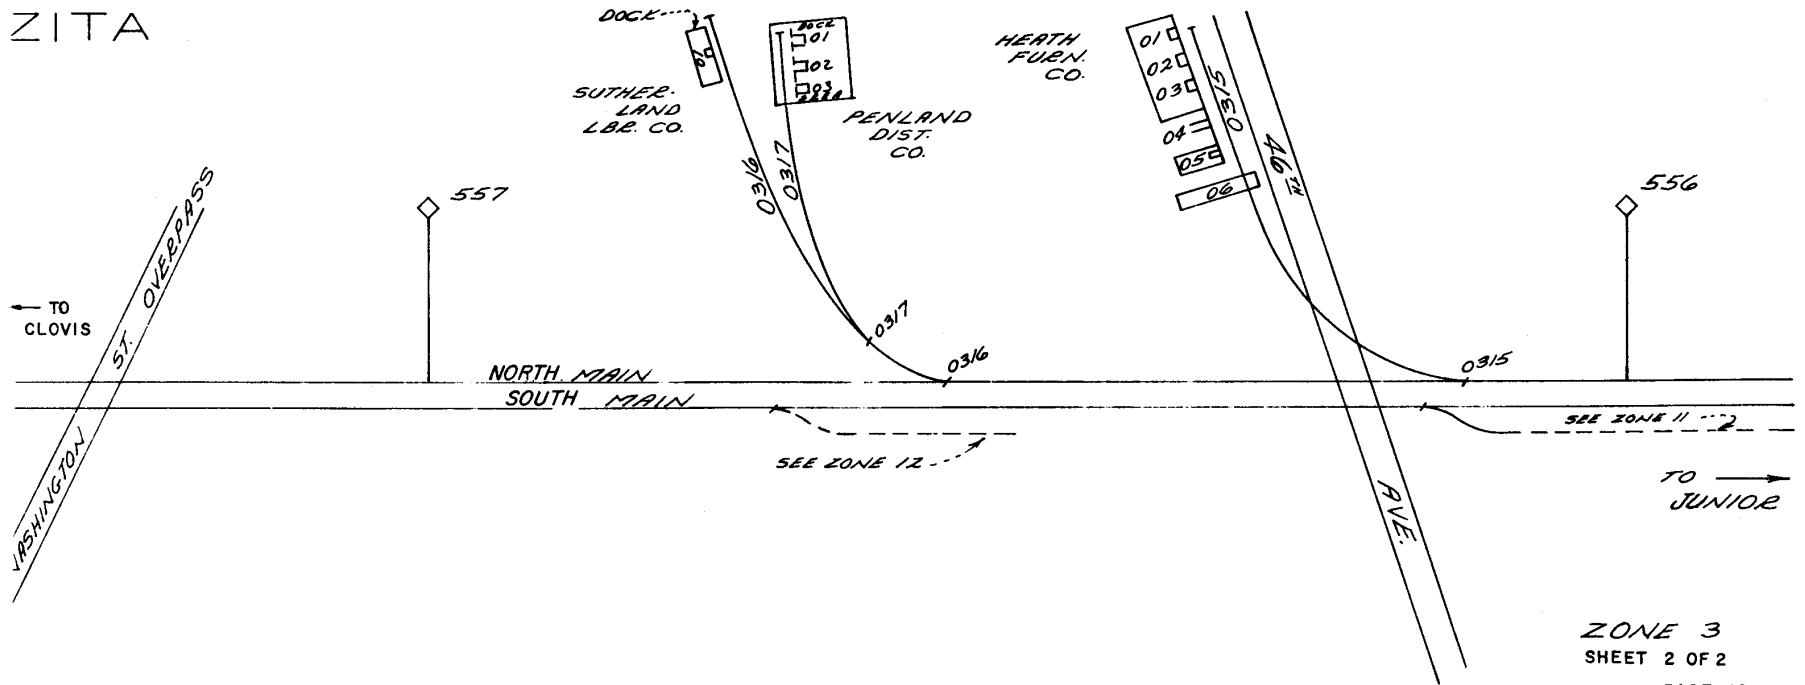 ZITA
DOCK
01
SUTHER-
LAND
LBR. CO.
DOCK
01
02
03
PENLAND
DIST.
CO.
HEATH
FURN.
CO.
01
02
03
04
05
06
0315
46TH
0316
0317
557
556
WASHINGTON
ST.
OVERPASS
← TO
CLOVIS
0317
0316
0315
NORTH MAIN
SOUTH MAIN
SEE ZONE 12
SEE ZONE 11
AVE.
TO →
JUNIOR
ZONE 3
SHEET 2 OF 2